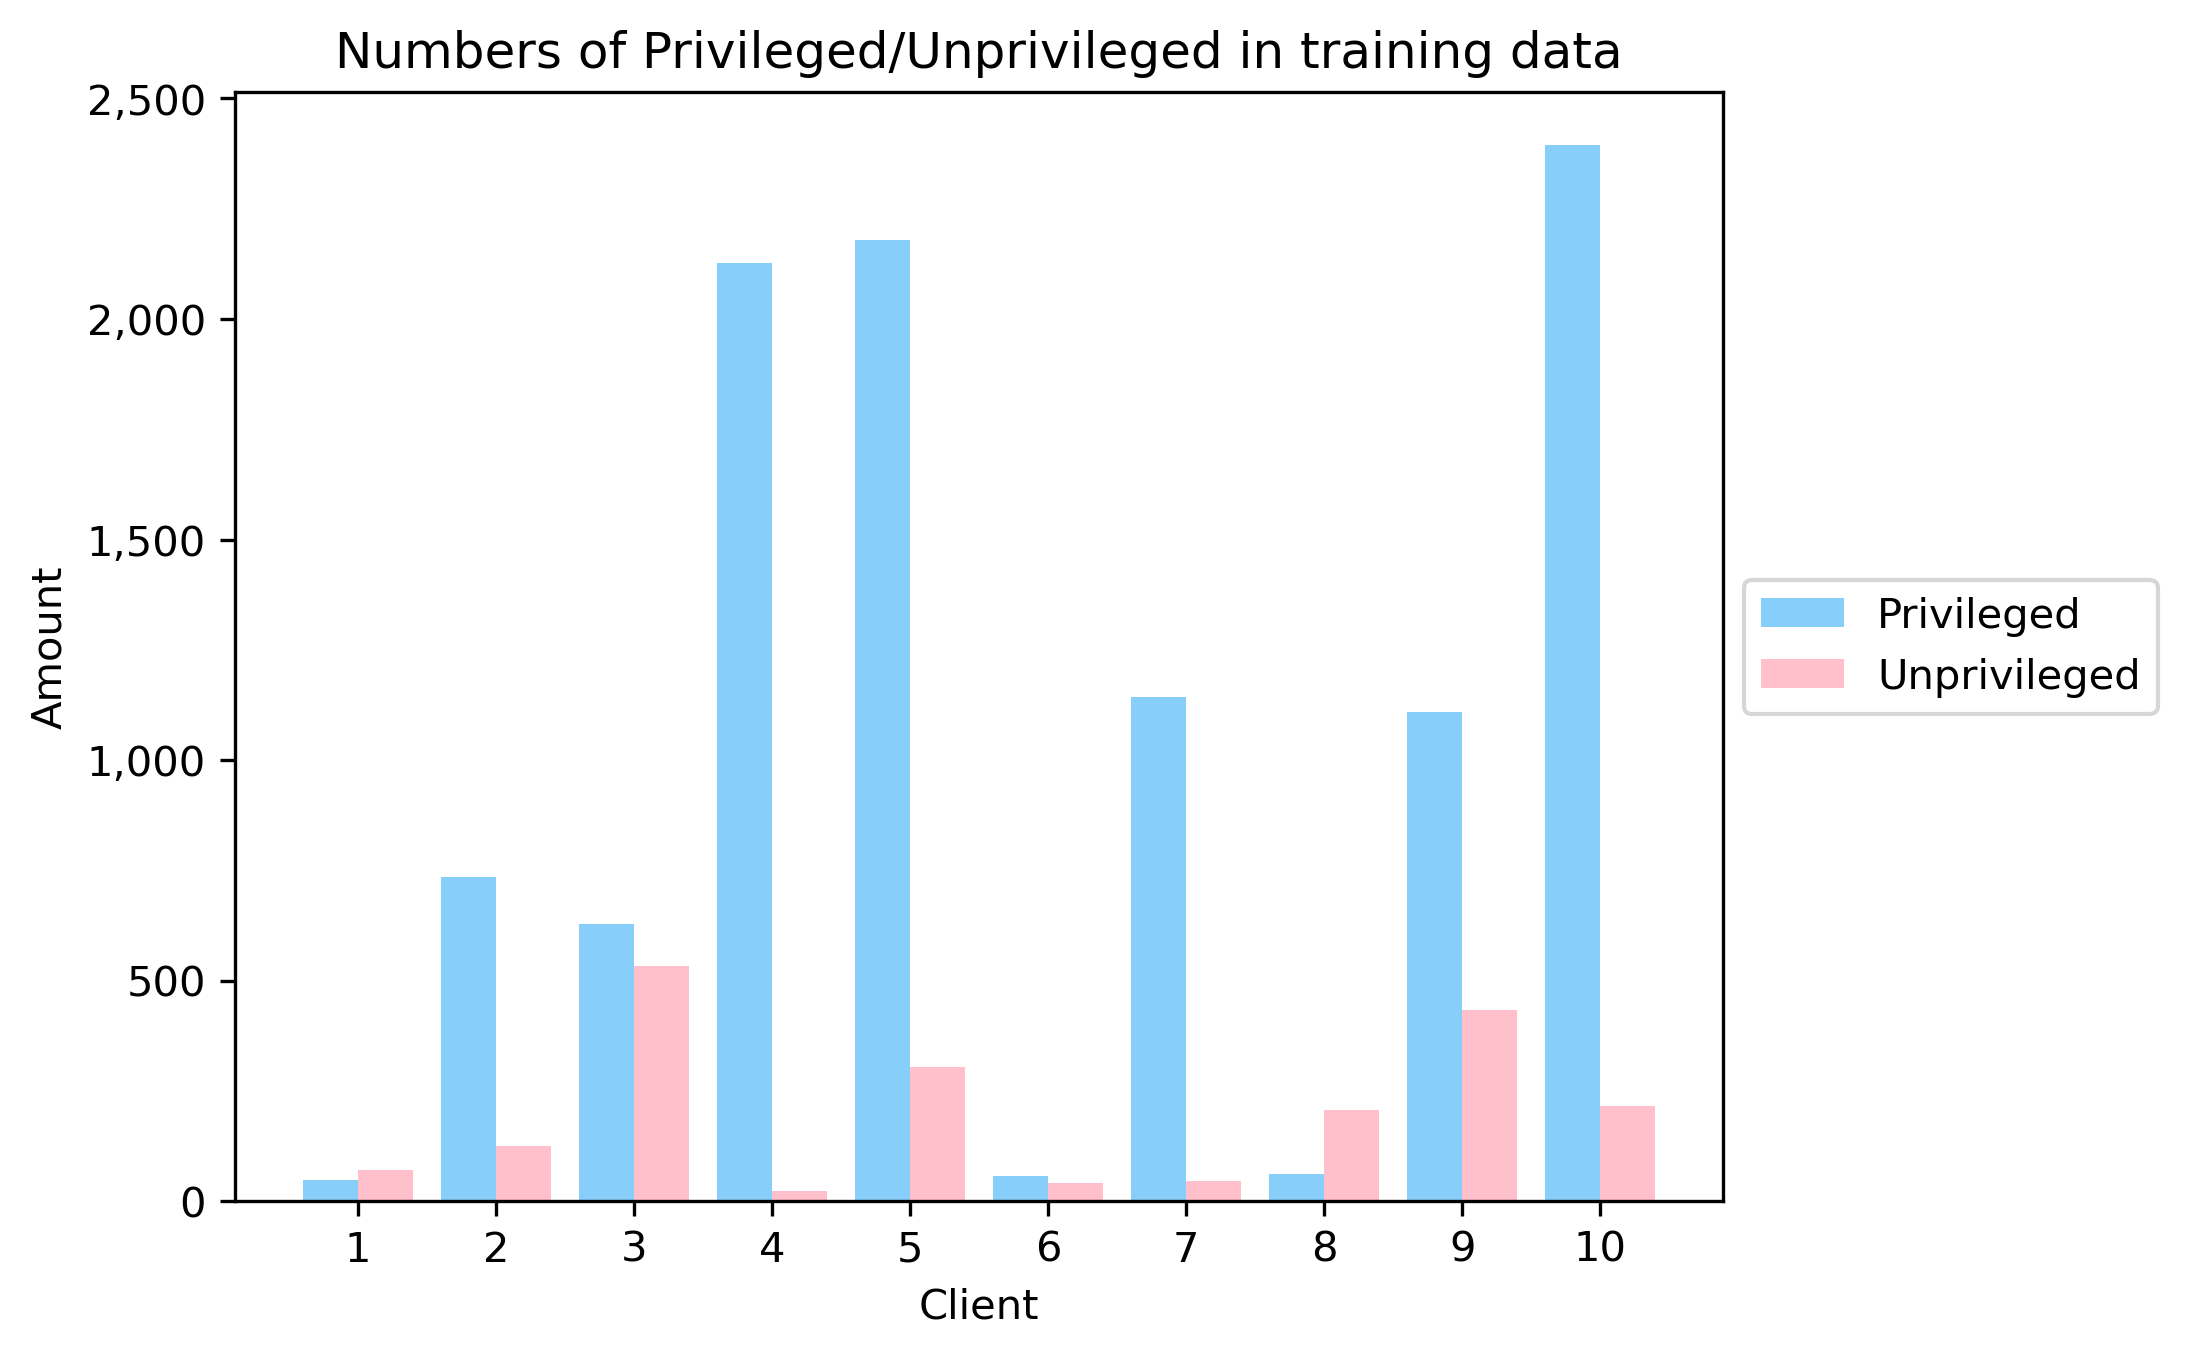 Numbers of Privileged/Unprivileged in training data
2,500
2,000
1,500
1,000
500
0
Amount
1 2 3 4 5 6 7 8 9 10
Client
Privileged
Unprivileged